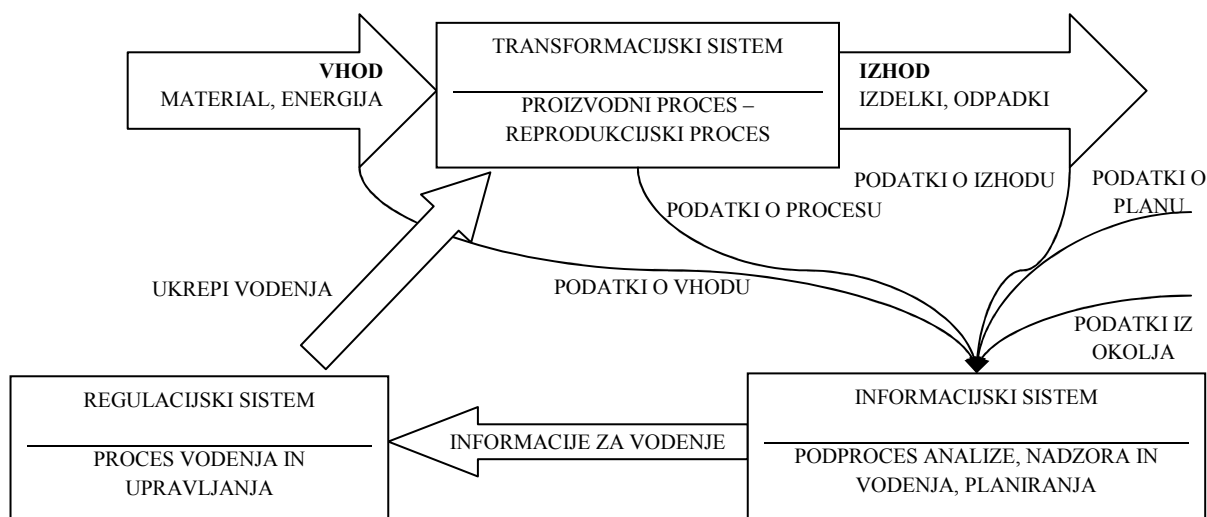 TRANSFORMACIJSKI SISTEM
PROIZVODNI PROCES –
REPRODUKCIJSKI PROCES
VHOD
MATERIAL, ENERGIJA
IZHOD
IZDELKI, ODPADKI
PODATKI O IZHODU
PODATKI O
PLANU
PODATKI O PROCESU
UKREPI VODENJA
PODATKI O VHODU
PODATKI IZ
OKOLJA
REGULACIJSKI SISTEM
PROCES VODENJA IN
UPRAVLJANJA
INFORMACIJE ZA VODENJE
INFORMACIJSKI SISTEM
PODPROCES ANALIZE, NADZORA IN
VODENJA, PLANIRANJA